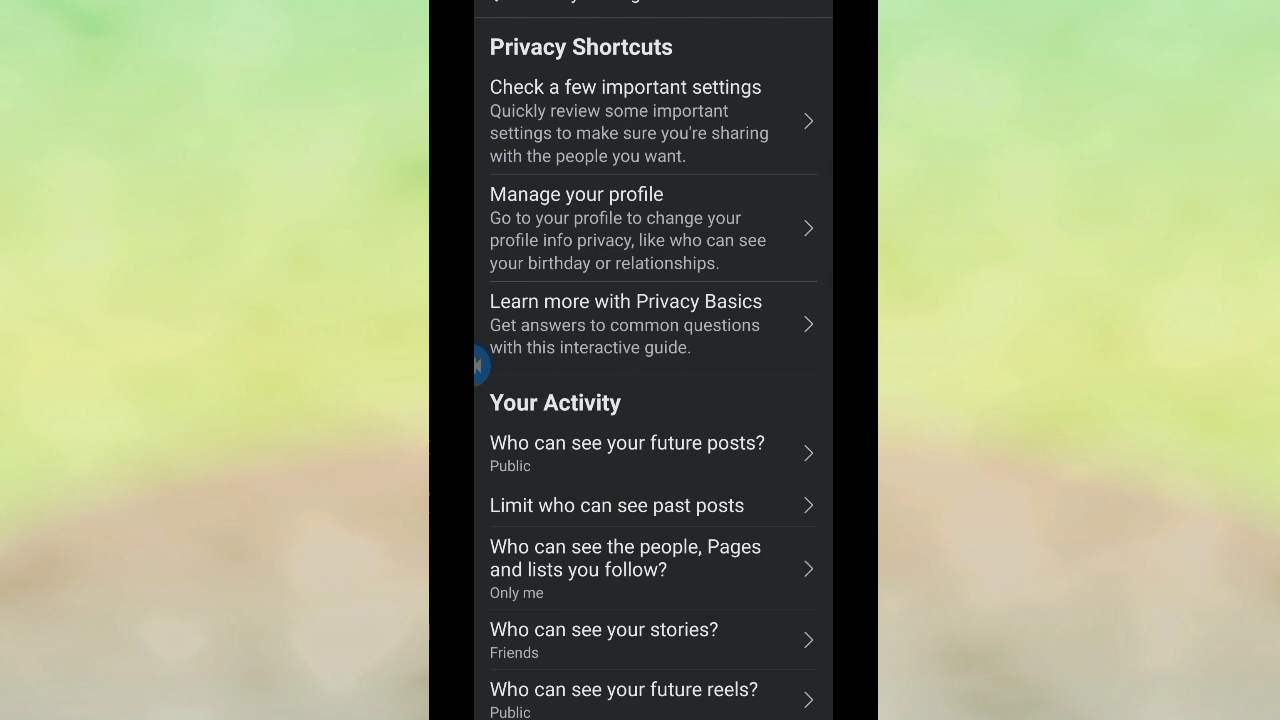 Privacy Shortcuts
Check a few important settings
Quickly review some important
settings to make sure you're sharing
with the people you want.
Manage your profile
Go to your profile to change your
profile info privacy, like who can see
your birthday or relationships.
Learn more with Privacy Basics
Get answers to common questions
with this interactive guide.
Your Activity
Who can see your future posts?
Public
Limit who can see past posts
Who can see the people, Pages
and lists you follow?
Only me
Who can see your stories?
Friends
Who can see your future reels?
Public